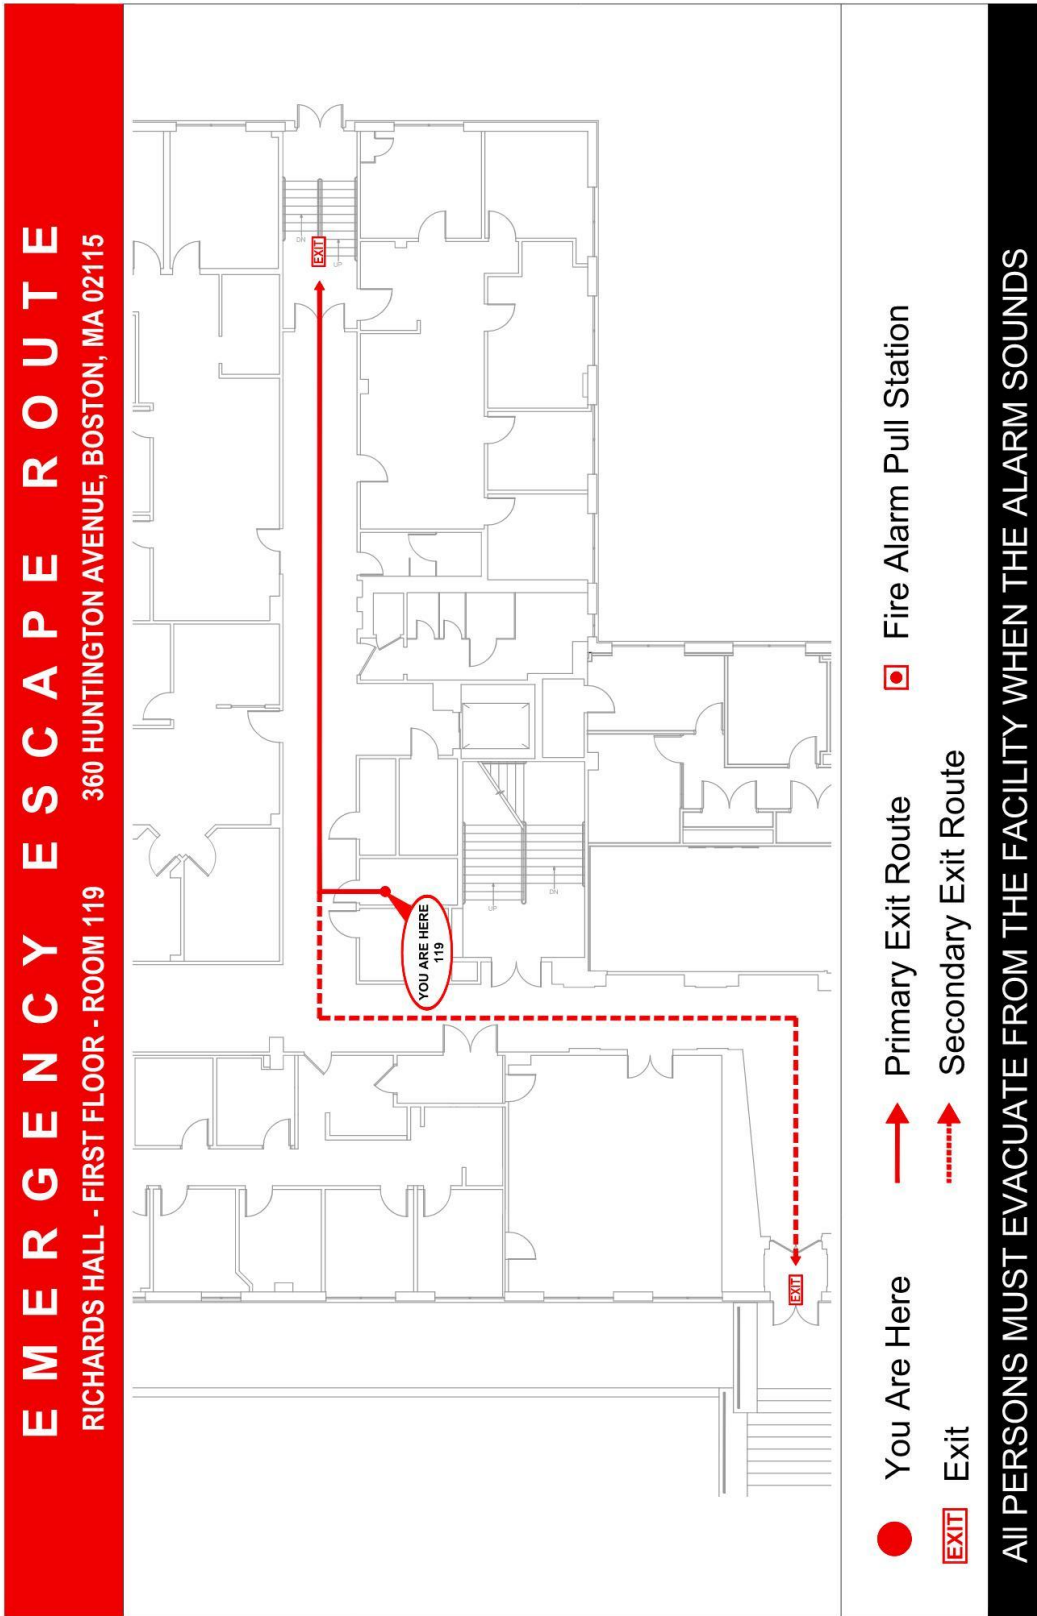 EMERGENCY ESCAPE ROUTE
RICHARDS HALL - FIRST FLOOR - ROOM 119 360 HUNTINGTON AVENUE, BOSTON, MA 02115
DN
UP
EXIT
YOU ARE HERE
119
UP
DN
EXIT
You Are Here
Primary Exit Route
Fire Alarm Pull Station
EXIT
Exit
Secondary Exit Route
All PERSONS MUST EVACUATE FROM THE FACILITY WHEN THE ALARM SOUNDS